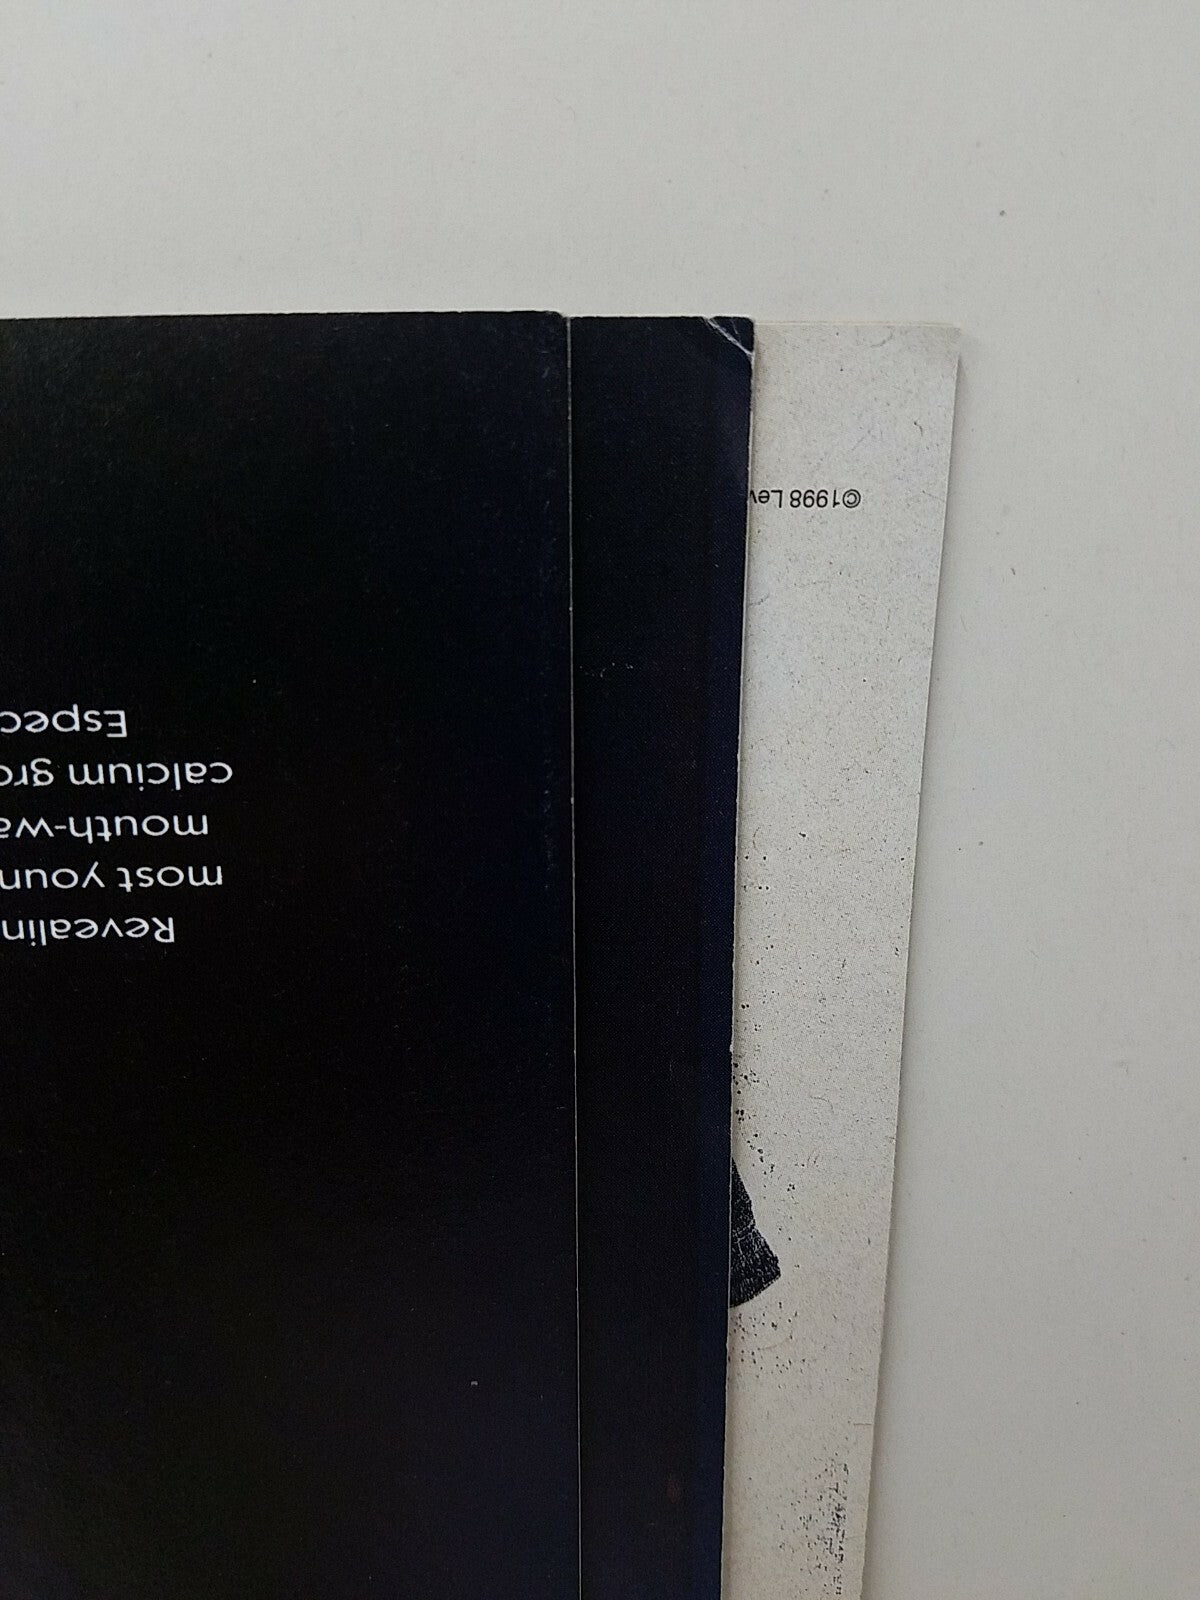 Revealin
most youn
mouth-wa
calcium gro
Espec
©1998 Lev